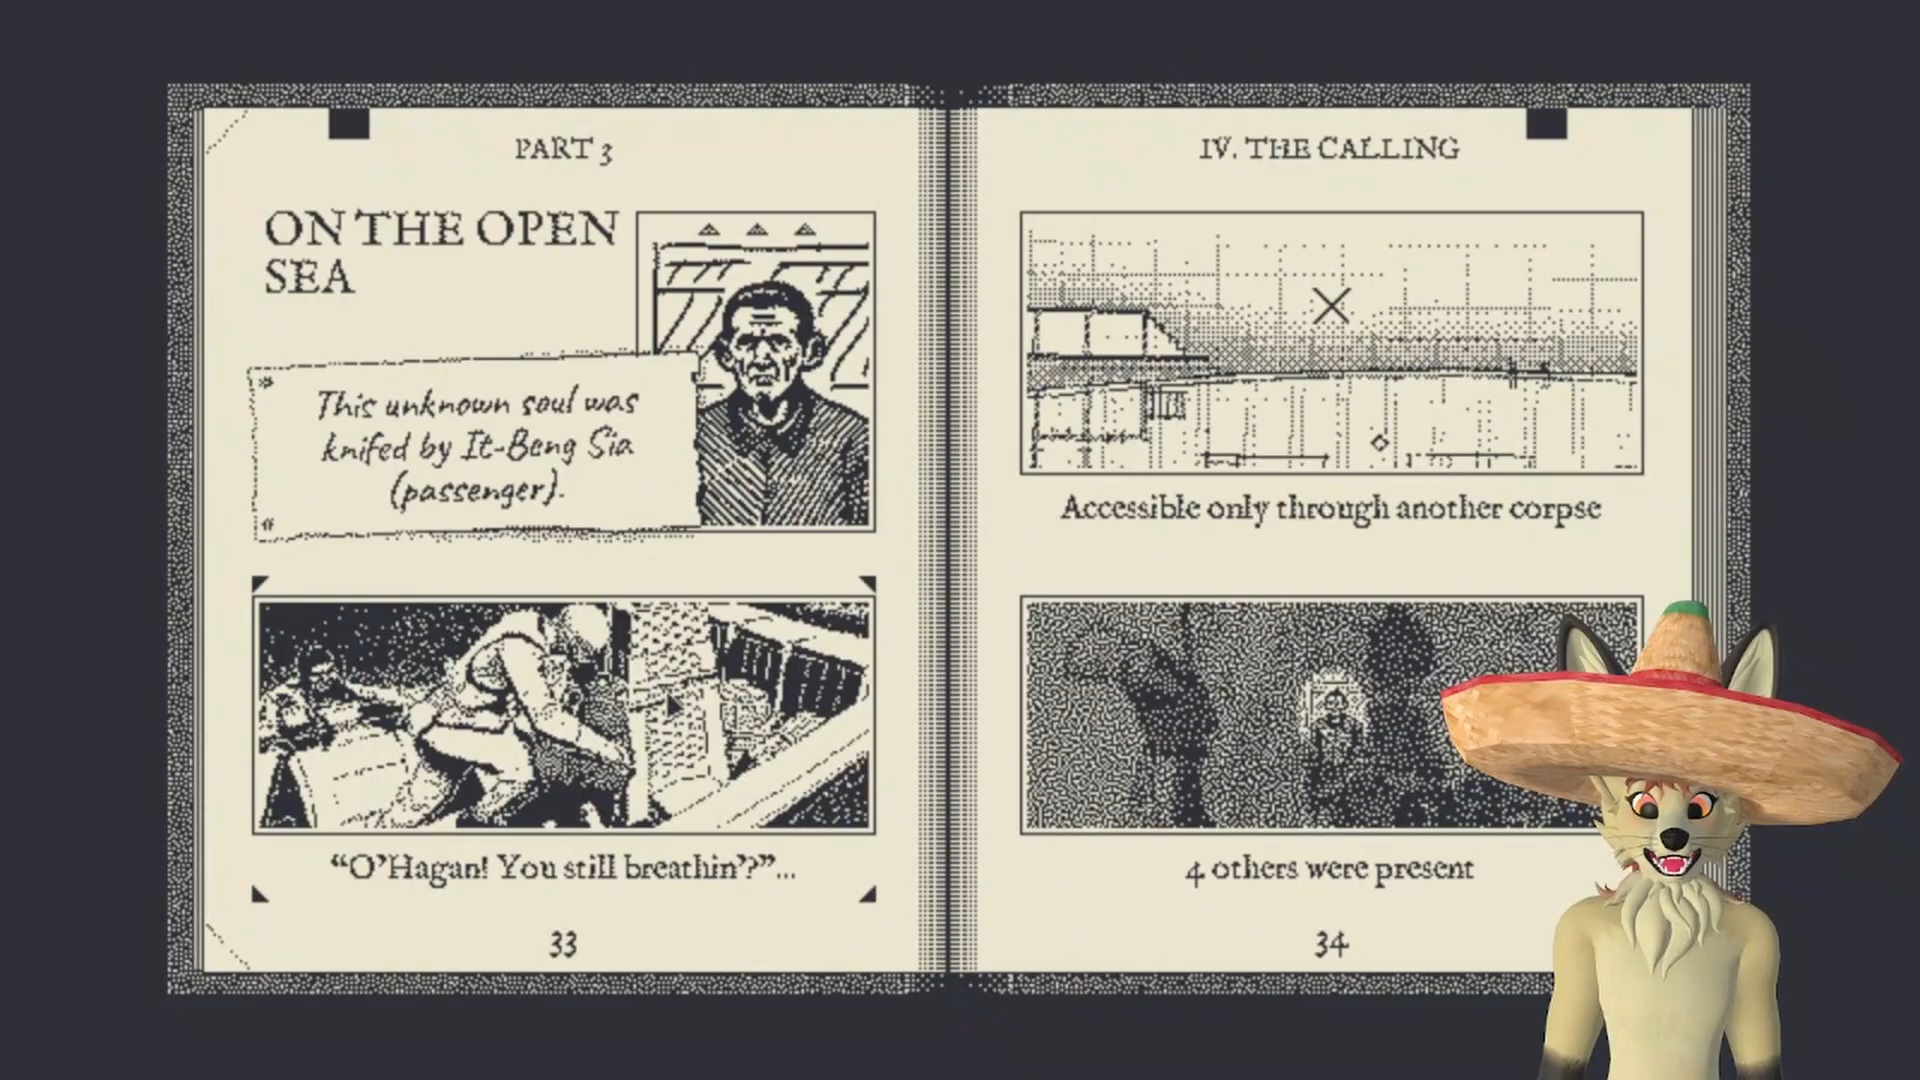 PART 3
ON THE OPEN
SEA
This unknown soul was
knifed by It-Beng Sia
(passenger).
“O’Hagan! You still breathin’?”...
33
IV. THE CALLING
Accessible only through another corpse
4 others were present
34